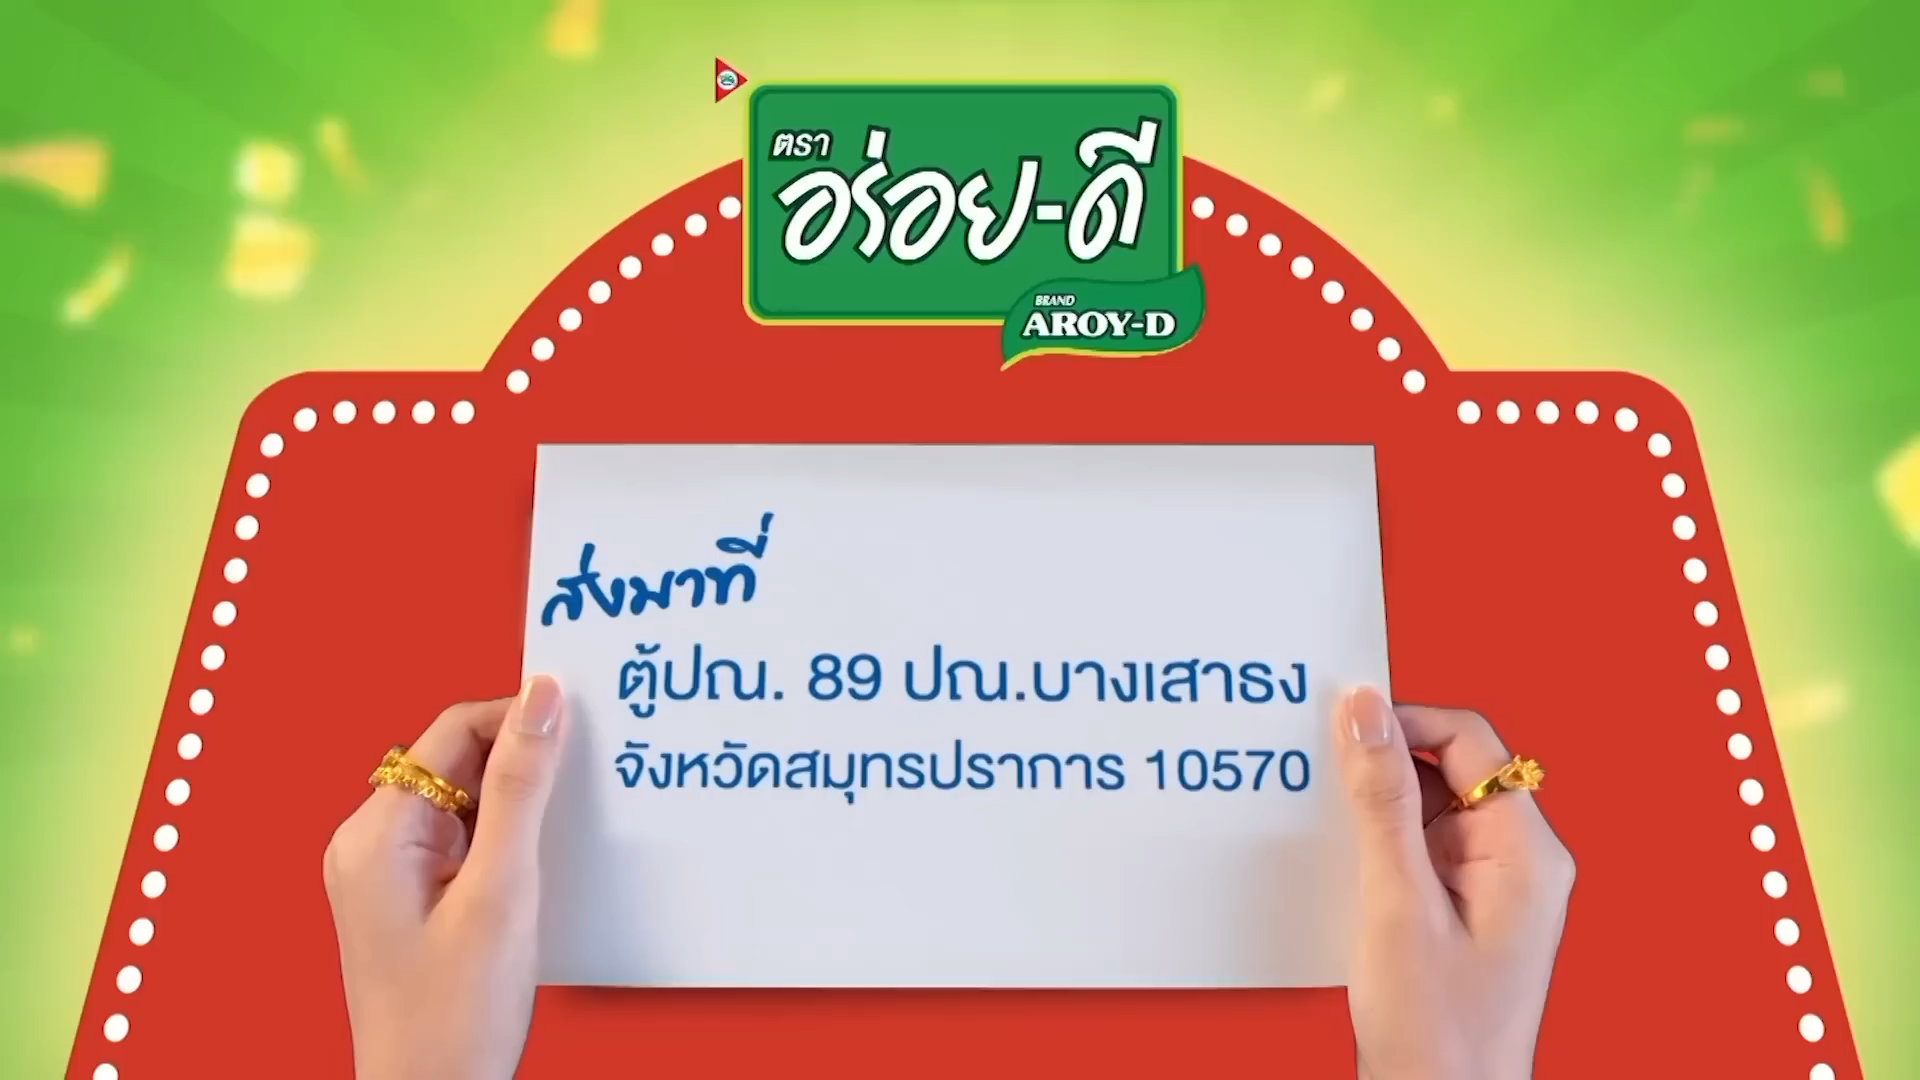 ตรา
อร่อย-ดี
BRAND
AROY-D
ส่งมาที่
ตู้ปณ. 89 ปณ.บางเสาธง
จังหวัดสมุทรปราการ 10570